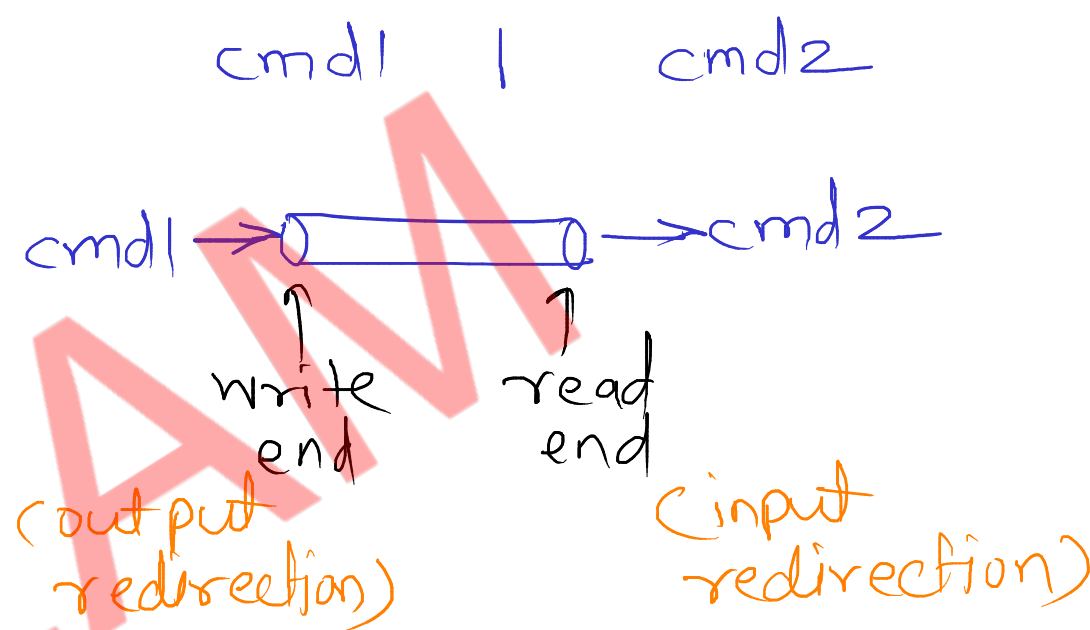 cmd1 | cmd2
cmd1 → cmd2
↑ ↑
write read
end end
(output (input
redirection) redirection)
AM